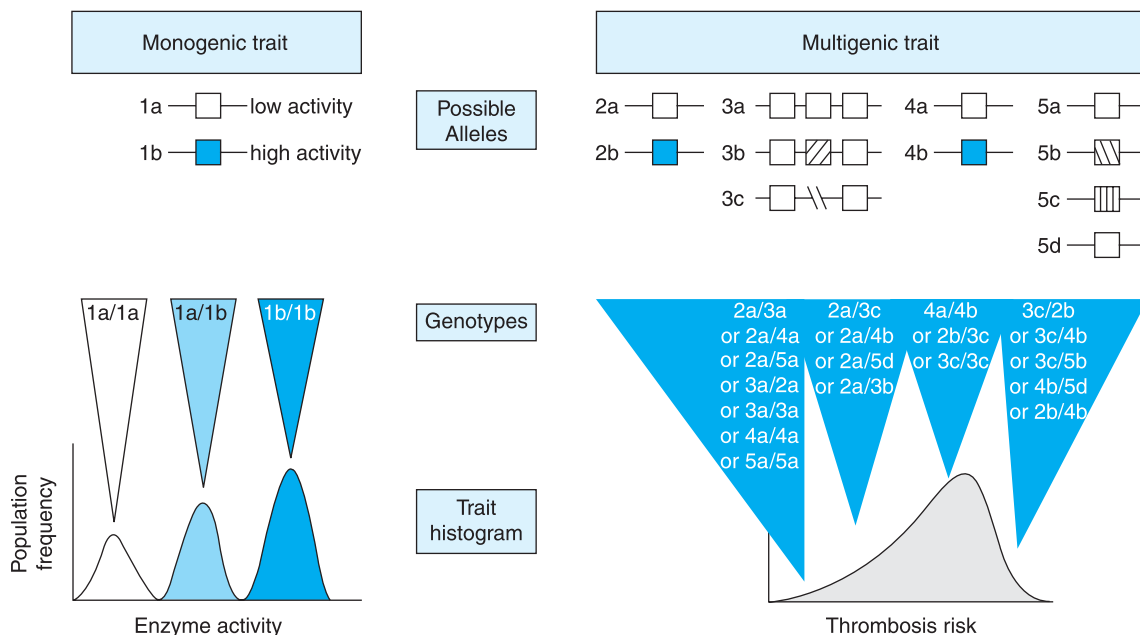 Monogenic trait
Multigenic trait
1a low activity
1b high activity
Possible
Alleles
2a
2b
3a
3b
3c
4a
4b
5a
5b
5c
5d
1a/1a
1a/1b
1b/1b
Genotypes
2a/3a
or 2a/4a
or 2a/5a
or 3a/2a
or 3a/3a
or 4a/4a
or 5a/5a
2a/3c
or 2a/4b
or 2a/5d
or 2a/3b
4a/4b
or 2b/3c
or 3c/3c
3c/2b
or 3c/4b
or 3c/5b
or 4b/5d
or 2b/4b
Population
frequency
Trait
histogram
Enzyme activity
Thrombosis risk